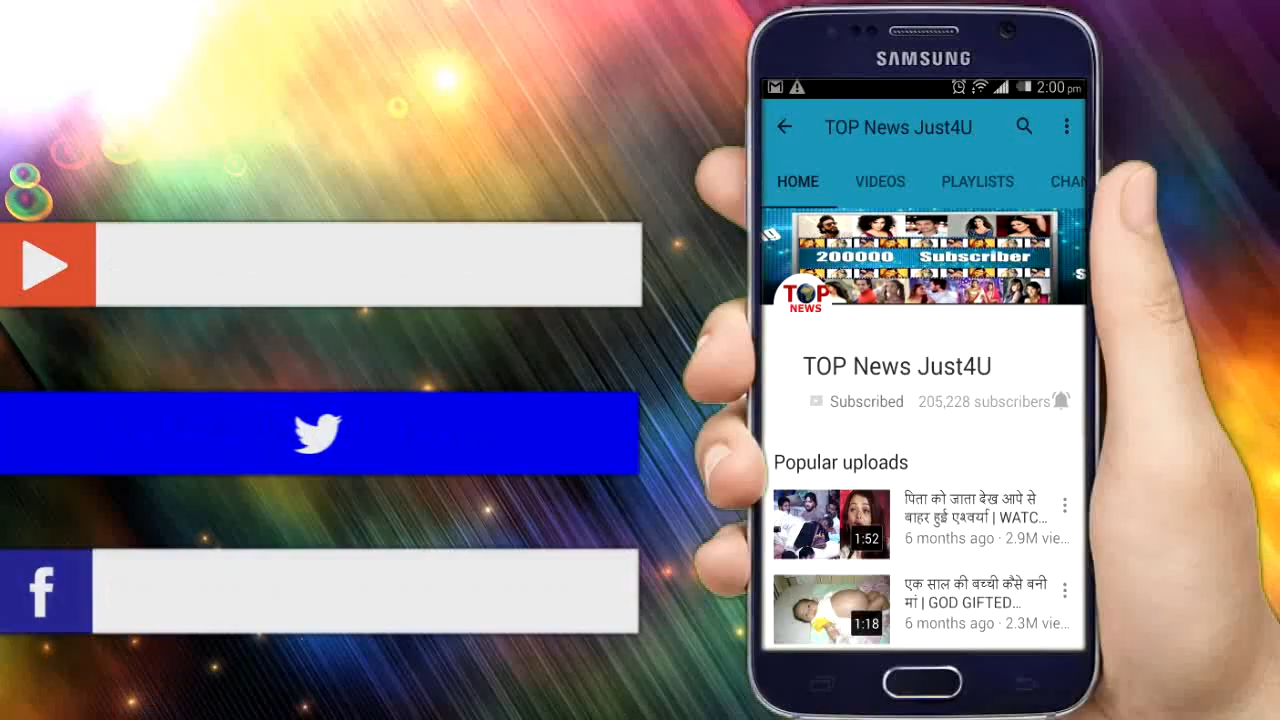 SAMSUNG
2:00 pm
TOP News Just4U
HOME VIDEOS PLAYLISTS CHAN
200000 Subscriber
TOP
NEWS
TOP News Just4U
Subscribed 205,228 subscribers
Popular uploads
पिता को जाता देख आपे से
बाहर हुई एश्वर्या | WATC...
6 months ago · 2.9M vie...
1:52
एक साल की बच्ची कैसे बनी
मां | GOD GIFTED...
6 months ago · 2.3M vie...
1:18